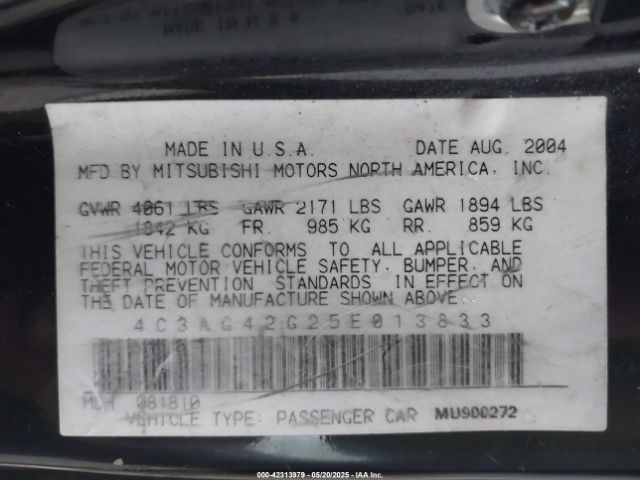 MADE IN U.S.A. DATE AUG. 2004
MFD BY MITSUBISHI MOTORS NORTH AMERICA, INC.
GVWR 4061 LBS GAWR 2171 LBS GAWR 1894 LBS
1842 KG FR. 985 KG RR. 859 KG
THIS VEHICLE CONFORMS TO ALL APPLICABLE
FEDERAL MOTOR VEHICLE SAFETY, BUMPER, AND
THEFT PREVENTION STANDARDS IN EFFECT ON
THE DATE OF MANUFACTURE SHOWN ABOVE.
4C3AG42G25E013833
081810
VEHICLE TYPE: PASSENGER CAR MU900272
000-42313979 — 05/20/2025 — IAA Inc.